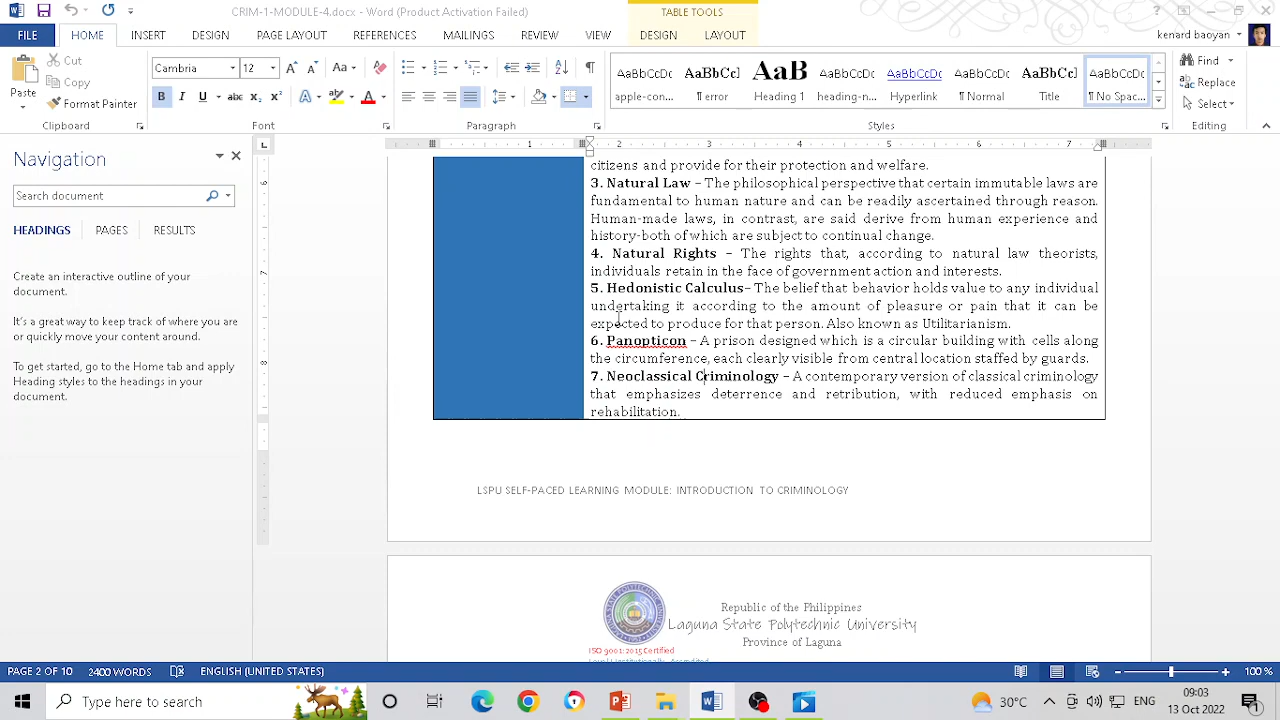 CRIM-1-MODULE-4.docx - Word (Product Activation Failed)
TABLE TOOLS
?
FILE HOME INSERT DESIGN PAGE LAYOUT REFERENCES MAILINGS REVIEW VIEW DESIGN LAYOUT kenard baoyan
Paste
Cut
Copy
Format Painter
Clipboard
Cambria 12
Font
Paragraph
AaBbCcDc AaBbCcI AaB AaBbCcDc AaBbCcDc AaBbCcDc AaBbCcI AaBbCcDc
apple-con... ¶ error Heading 1 heading-n... Hyperlink ¶ Normal Title ¶ No Spac...
Styles
Find
Replace
Select
Editing
Navigation
Search document
HEADINGS PAGES RESULTS
Create an interactive outline of your
document.
It's a great way to keep track of where you are
or quickly move your content around.
To get started, go to the Home tab and apply
Heading styles to the headings in your
document.
1 2 3 4 5 6 7
6
7
8
citizens and provide for their protection and welfare.
3. Natural Law – The philosophical perspective that certain immutable laws are
fundamental to human nature and can be readily ascertained through reason.
Human-made laws, in contrast, are said derive from human experience and
history-both of which are subject to continual change.
4. Natural Rights – The rights that, according to natural law theorists,
individuals retain in the face of government action and interests.
5. Hedonistic Calculus– The belief that behavior holds value to any individual
undertaking it according to the amount of pleasure or pain that it can be
expected to produce for that person. Also known as Utilitarianism.
6. Panopticon – A prison designed which is a circular building with cells along
the circumference, each clearly visible from central location staffed by guards.
7. Neoclassical Criminology – A contemporary version of classical criminology
that emphasizes deterrence and retribution, with reduced emphasis on
rehabilitation.
LSPU SELF-PACED LEARNING MODULE: INTRODUCTION TO CRIMINOLOGY
Republic of the Philippines
Laguna State Polytechnic University
Province of Laguna
ISO 9001:2015 Certified
Level I Institutionally Accredited
PAGE 2 OF 10 2400 WORDS ENGLISH (UNITED STATES) 100 %
Type here to search
30°C
ENG
09:03
13 Oct 2022
1